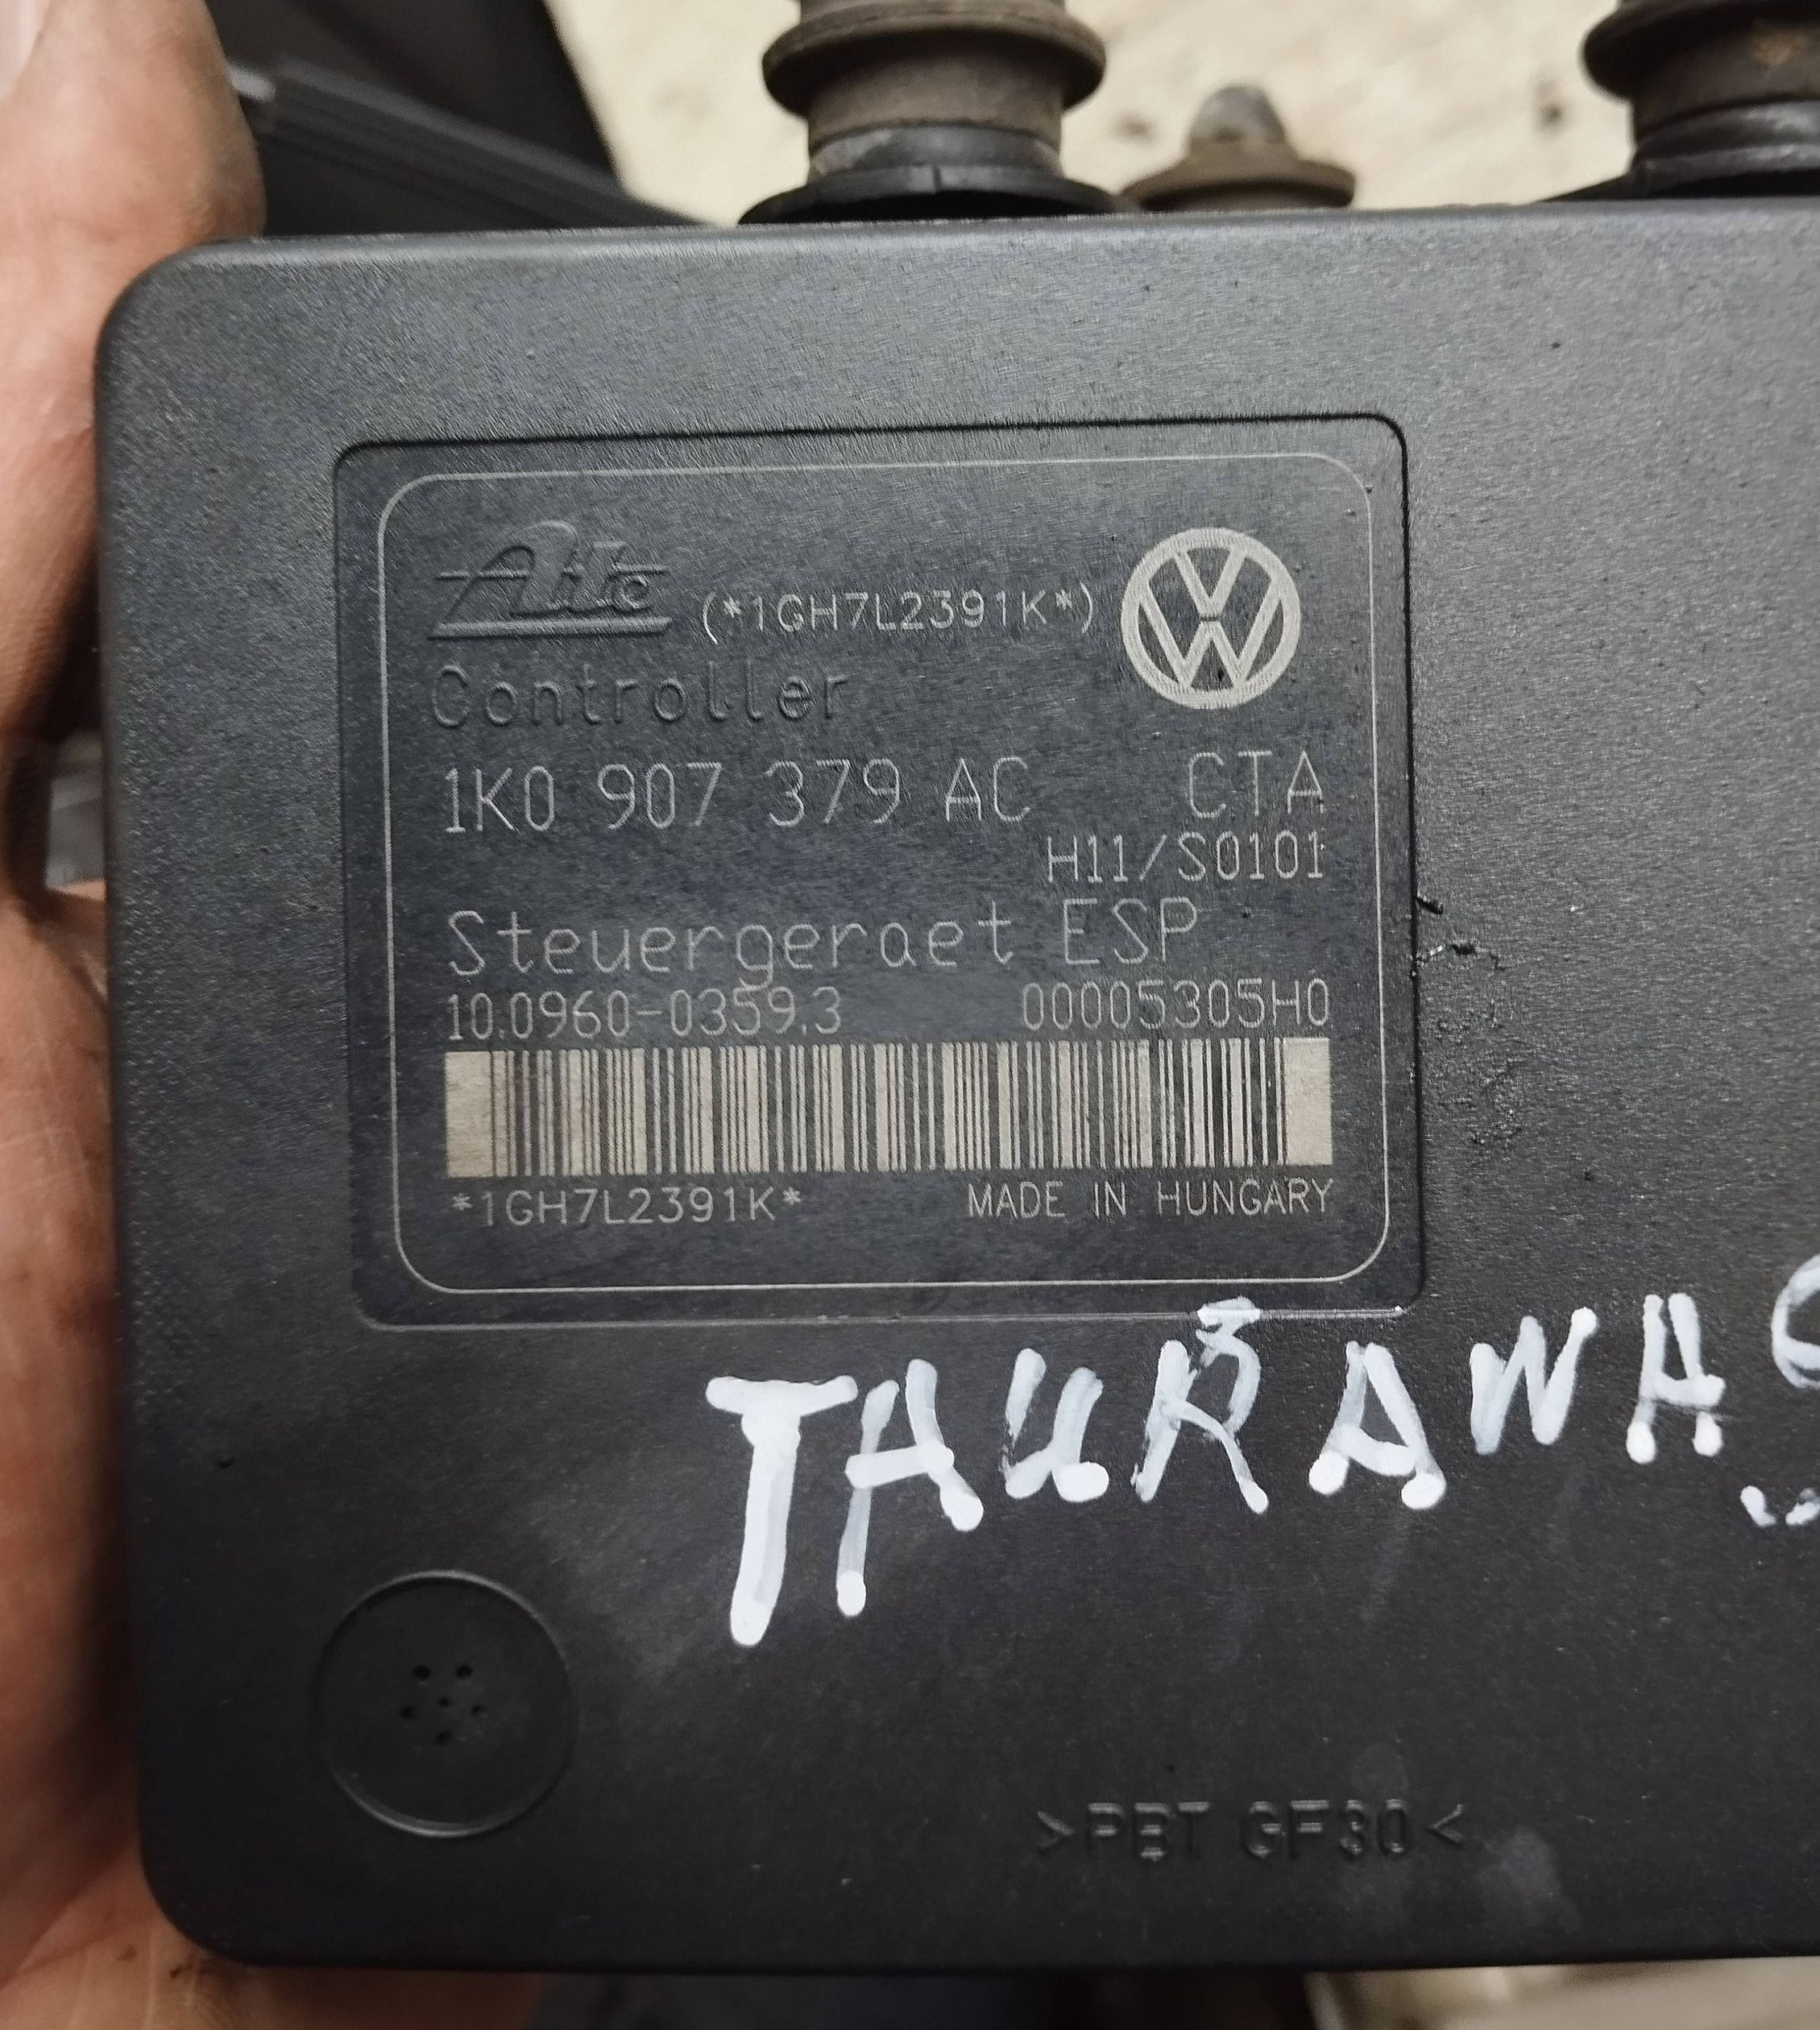 Ate (*1GH7L2391K*)
Controller
1K0 907 379 AC CTA
H11/S0101
Steuergeraet ESP
10.0960-0359.3 00005305H0
*1GH7L2391K* MADE IN HUNGARY
>PBT GF30<